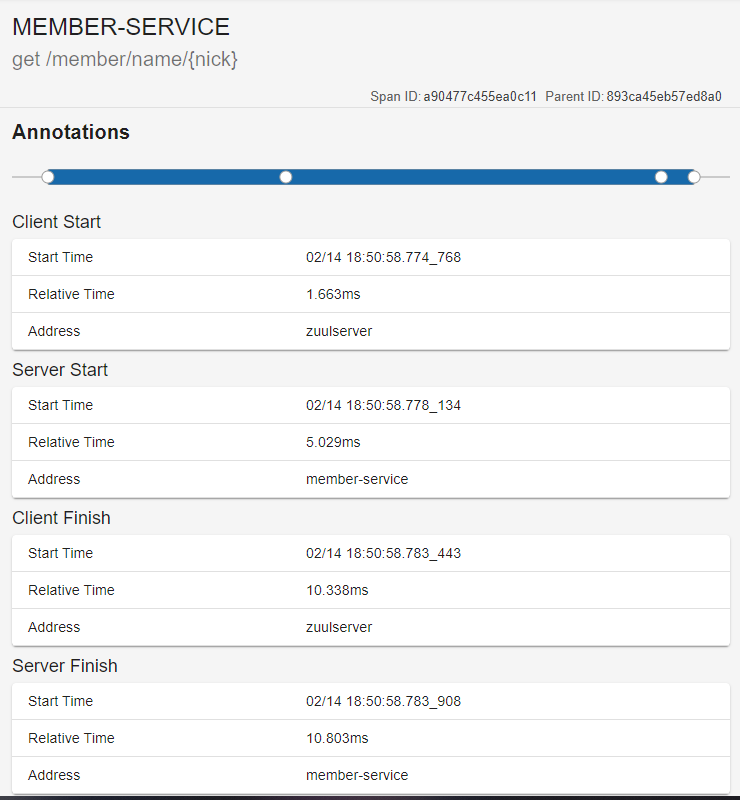 MEMBER-SERVICE
get /member/name/{nick}
Span ID: a90477c455ea0c11 Parent ID: 893ca45eb57ed8a0
Annotations
Client Start
Start Time 02/14 18:50:58.774_768
Relative Time 1.663ms
Address zuulserver
Server Start
Start Time 02/14 18:50:58.778_134
Relative Time 5.029ms
Address member-service
Client Finish
Start Time 02/14 18:50:58.783_443
Relative Time 10.338ms
Address zuulserver
Server Finish
Start Time 02/14 18:50:58.783_908
Relative Time 10.803ms
Address member-service